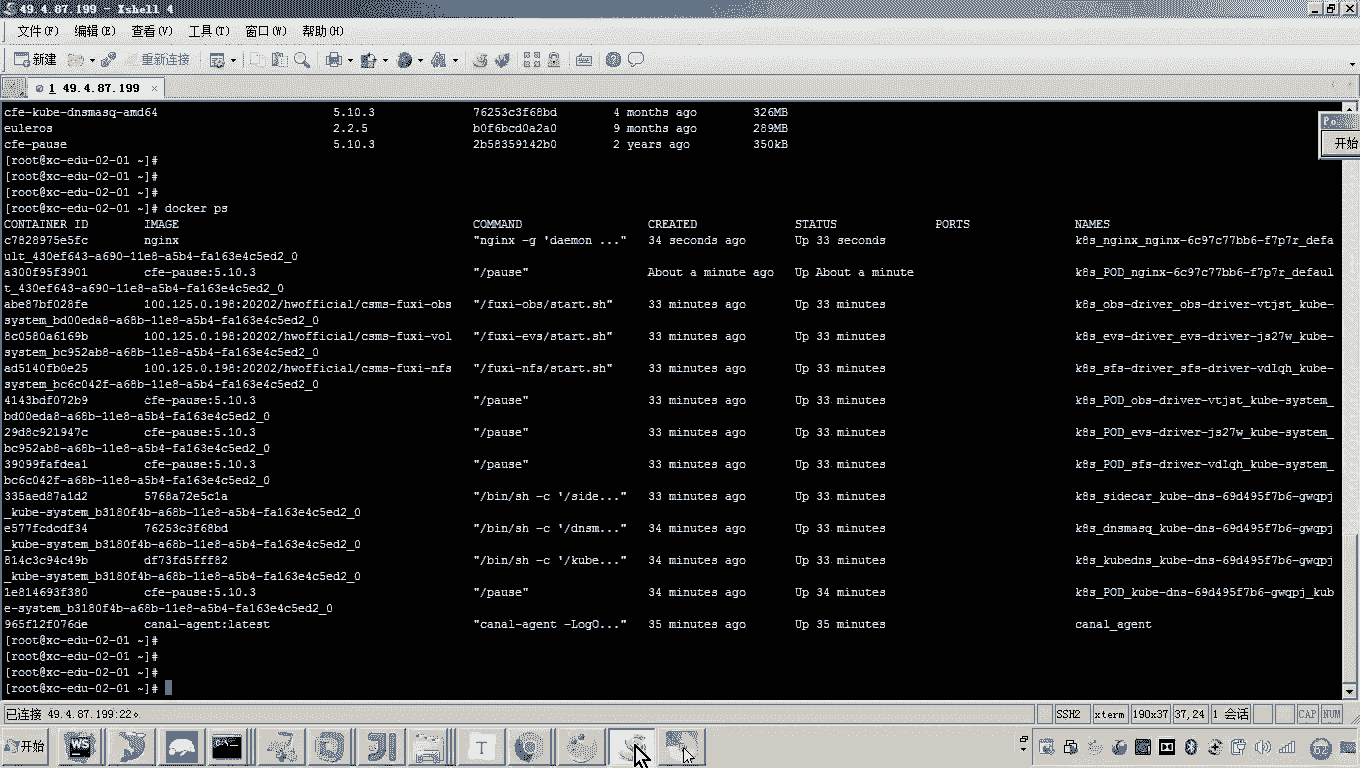 49.4.87.199 - Xshell 4
文件(F) 编辑(E) 查看(V) 工具(T) 窗口(W) 帮助(H)
新建 重新连接
1 49.4.87.199 ×
cfe-kube-dnsmasq-amd64 5.10.3 76253c3f68bd 4 months ago 326MB
euleros 2.2.5 b0f6bcd0a2a0 9 months ago 289MB
cfe-pause 5.10.3 2b58359142b0 2 years ago 350kB
[root@xc-edu-02-01 ~]#
[root@xc-edu-02-01 ~]#
[root@xc-edu-02-01 ~]#
[root@xc-edu-02-01 ~]# docker ps
CONTAINER ID IMAGE COMMAND CREATED STATUS PORTS NAMES
c7828975e5fc nginx "nginx -g 'daemon ..." 34 seconds ago Up 33 seconds k8s_nginx_nginx-6c97c77bb6-f7p7r_defa
ult_430ef643-a690-11e8-a5b4-fa163e4c5ed2_0
a300f95f3901 cfe-pause:5.10.3 "/pause" About a minute ago Up About a minute k8s_POD_nginx-6c97c77bb6-f7p7r_defaul
t_430ef643-a690-11e8-a5b4-fa163e4c5ed2_0
abe87bf028fe 100.125.0.198:20202/hwofficial/csms-fuxi-obs "/fuxi-obs/start.sh" 33 minutes ago Up 33 minutes k8s_obs-driver_obs-driver-vtjst_kube-
system_bd00eda8-a68b-11e8-a5b4-fa163e4c5ed2_0
8c0580a6169b 100.125.0.198:20202/hwofficial/csms-fuxi-vol "/fuxi-evs/start.sh" 33 minutes ago Up 33 minutes k8s_evs-driver_evs-driver-js27w_kube-
system_bc952ab8-a68b-11e8-a5b4-fa163e4c5ed2_0
ad5140fb0e25 100.125.0.198:20202/hwofficial/csms-fuxi-nfs "/fuxi-nfs/start.sh" 33 minutes ago Up 33 minutes k8s_sfs-driver_sfs-driver-vdlqh_kube-
system_bc6c042f-a68b-11e8-a5b4-fa163e4c5ed2_0
4143bdf072b9 cfe-pause:5.10.3 "/pause" 33 minutes ago Up 33 minutes k8s_POD_obs-driver-vtjst_kube-system_
bd00eda8-a68b-11e8-a5b4-fa163e4c5ed2_0
29d8c921947c cfe-pause:5.10.3 "/pause" 33 minutes ago Up 33 minutes k8s_POD_evs-driver-js27w_kube-system_
bc952ab8-a68b-11e8-a5b4-fa163e4c5ed2_0
39099fafdea1 cfe-pause:5.10.3 "/pause" 33 minutes ago Up 33 minutes k8s_POD_sfs-driver-vdlqh_kube-system_
bc6c042f-a68b-11e8-a5b4-fa163e4c5ed2_0
335aed87a1d2 5768a72e5c1a "/bin/sh -c '/side..." 33 minutes ago Up 33 minutes k8s_sidecar_kube-dns-69d495f7b6-gwqpj
_kube-system_b3180f4b-a68b-11e8-a5b4-fa163e4c5ed2_0
e577fcdcdf34 76253c3f68bd "/bin/sh -c '/dnsm..." 34 minutes ago Up 33 minutes k8s_dnsmasq_kube-dns-69d495f7b6-gwqpj
_kube-system_b3180f4b-a68b-11e8-a5b4-fa163e4c5ed2_0
814c3c94c49b df73fd5fff82 "/bin/sh -c '/kube..." 34 minutes ago Up 33 minutes k8s_kubedns_kube-dns-69d495f7b6-gwqpj
_kube-system_b3180f4b-a68b-11e8-a5b4-fa163e4c5ed2_0
1e814693f380 cfe-pause:5.10.3 "/pause" 34 minutes ago Up 34 minutes k8s_POD_kube-dns-69d495f7b6-gwqpj_kub
e-system_b3180f4b-a68b-11e8-a5b4-fa163e4c5ed2_0
965f12f076de canal-agent:latest "canal-agent -LogO..." 35 minutes ago Up 35 minutes canal_agent
[root@xc-edu-02-01 ~]#
[root@xc-edu-02-01 ~]#
[root@xc-edu-02-01 ~]#
[root@xc-edu-02-01 ~]#
Po
开始
已连接 49.4.87.199:22。 SSH2 xterm 190x37 37,24 1 会话 CAP NUM
开始 WS T 62